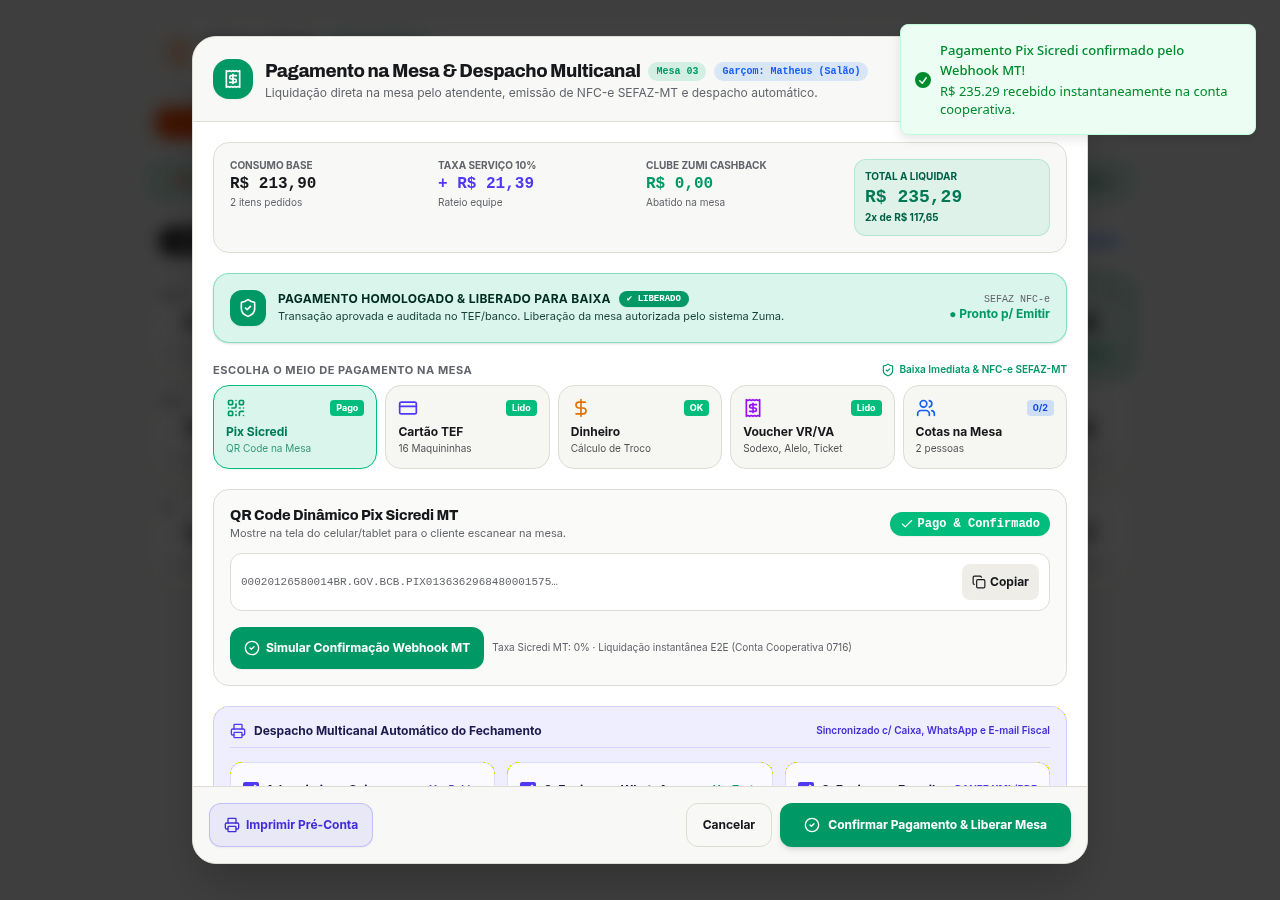 Pagamento na Mesa & Despacho Multicanal
Mesa 03
Garçom: Matheus (Salão)
Liquidação direta na mesa pelo atendente, emissão de NFC-e SEFAZ-MT e despacho automático.
Pagamento Pix Sicredi confirmado pelo
Webhook MT!
R$ 235.29 recebido instantaneamente na conta
cooperativa.
CONSUMO BASE
R$ 213,90
2 itens pedidos
TAXA SERVIÇO 10%
+ R$ 21,39
Rateio equipe
CLUBE ZUMI CASHBACK
R$ 0,00
Abatido na mesa
TOTAL A LIQUIDAR
R$ 235,29
2x de R$ 117,65
PAGAMENTO HOMOLOGADO & LIBERADO PARA BAIXA
✓ LIBERADO
Transação aprovada e auditada no TEF/banco. Liberação da mesa autorizada pelo sistema Zuma.
SEFAZ NFC-e
● Pronto p/ Emitir
ESCOLHA O MEIO DE PAGAMENTO NA MESA
Baixa Imediata & NFC-e SEFAZ-MT
Pago
Pix Sicredi
QR Code na Mesa
Lido
Cartão TEF
16 Maquininhas
OK
Dinheiro
Cálculo de Troco
Lido
Voucher VR/VA
Sodexo, Alelo, Ticket
0/2
Cotas na Mesa
2 pessoas
QR Code Dinâmico Pix Sicredi MT
Mostre na tela do celular/tablet para o cliente escanear na mesa.
Pago & Confirmado
00020126580014BR.GOV.BCB.PIX0136362968480001575…
Copiar
Simular Confirmação Webhook MT
Taxa Sicredi MT: 0% · Liquidação instantânea E2E (Conta Cooperativa 0716)
Despacho Multicanal Automático do Fechamento
Sincronizado c/ Caixa, WhatsApp e E-mail Fiscal
Imprimir Pré-Conta
Cancelar
Confirmar Pagamento & Liberar Mesa